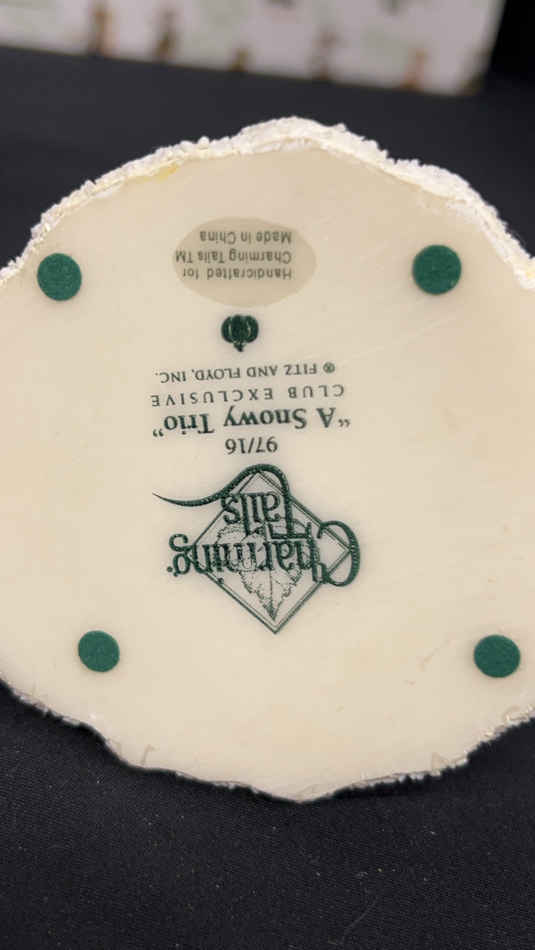 Charming
Tails
97/16
"A Snowy Trio"
CLUB EXCLUSIVE
® FITZ AND FLOYD, INC.
Handcrafted for
Charming Tails TM
Made in China